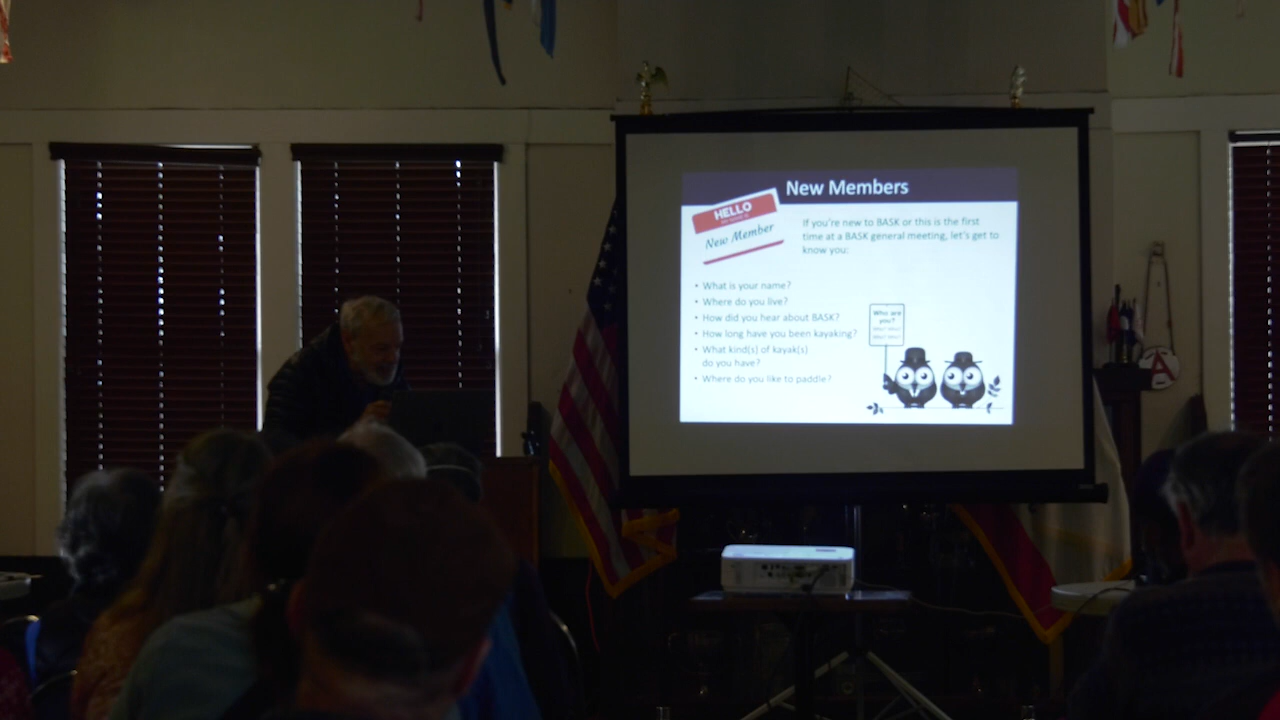 New Members
HELLO
New Member
If you're new to BASK or this is the first
time at a BASK general meeting, let's get to
know you:
• What is your name?
• Where do you live?
• How did you hear about BASK?
• How long have you been kayaking?
• What kind(s) of kayak(s)
do you have?
• Where do you like to paddle?
Who are
you?
A